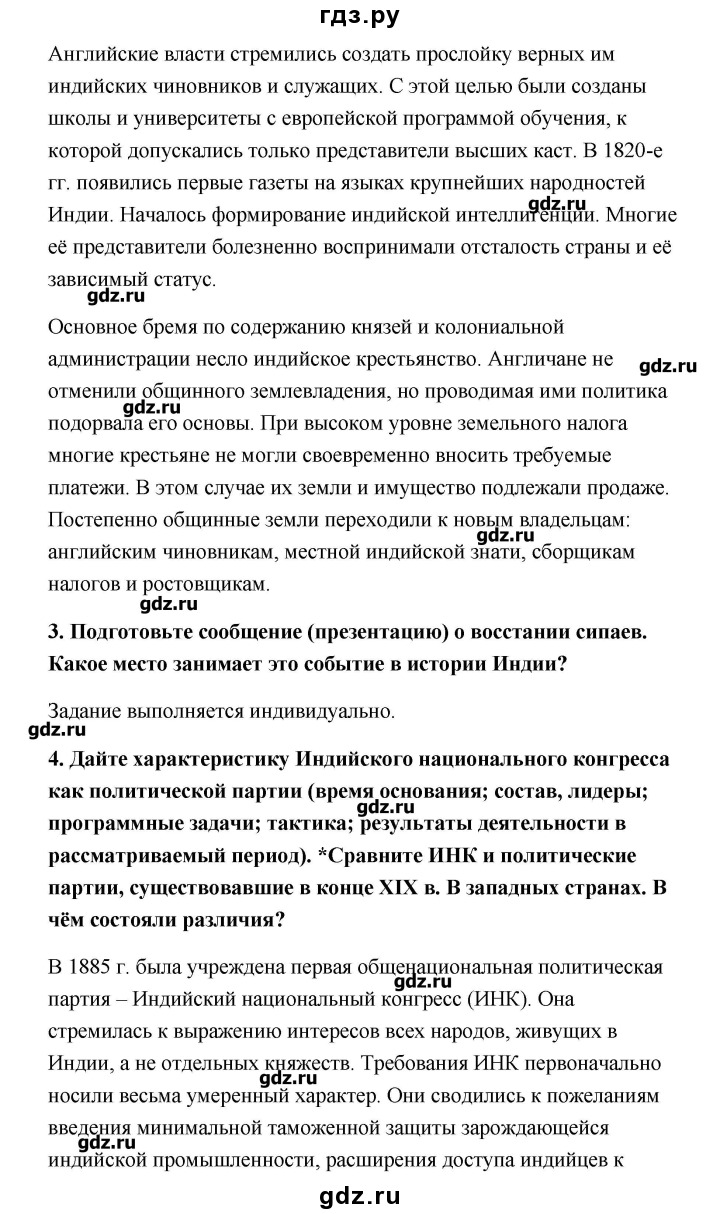 гдз.ру
Английские власти стремились создать прослойку верных им
индийских чиновников и служащих. С этой целью были созданы
школы и университеты с европейской программой обучения, к
которой допускались только представители высших каст. В 1820-е
гг. появились первые газеты на языках крупнейших народностей
gdz.ru
Индии. Началось формирование индийской интеллигенции. Многие
её представители болезненно воспринимали отсталость страны и её
зависимый статус.
gdz.ru
Основное бремя по содержанию князей и колониальной
администрации несло индийское крестьянство. Англичане не
gdz.ru
отменили общинного землевладения, но проводимая ими политика
gdz.ru
подорвала его основы. При высоком уровне земельного налога
многие крестьяне не могли своевременно вносить требуемые
платежи. В этом случае их земли и имущество подлежали продаже.
Постепенно общинные земли переходили к новым владельцам:
gdz.ru
английским чиновникам, местной индийской знати, сборщикам
налогов и ростовщикам.
gdz.ru
3. Подготовьте сообщение (презентацию) о восстании сипаев.
Какое место занимает это событие в истории Индии?
Задание выполняется индивидуально.
gdz.ru
4. Дайте характеристику Индийского национального конгресса
как политической партии (время основания; состав, лидеры;
gdz.ru
программные задачи; тактика; результаты деятельности в
рассматриваемый период). *Сравните ИНК и политические
партии, существовавшие в конце XIX в. В западных странах. В
чём состояли различия?
В 1885 г. была учреждена первая общенациональная политическая
gdz.ru
партия – Индийский национальный конгресс (ИНК). Она
стремилась к выражению интересов всех народов, живущих в
Индии, а не отдельных княжеств. Требования ИНК первоначально
gdz.ru
носили весьма умеренный характер. Они сводились к пожеланиям
введения минимальной таможенной защиты зарождающейся
gdz.ru
индийской промышленности, расширения доступа индийцев к
gdz.ru